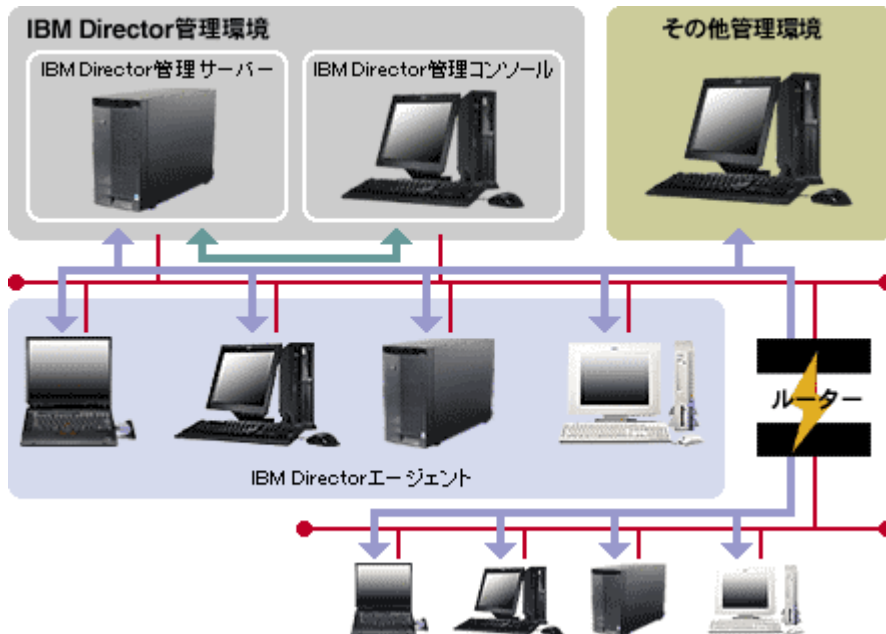 IBM Director管理環境
その他管理環境
IBM Director管理サーバー
IBM Director管理コンソール
ルーター
IBM Directorエージェント